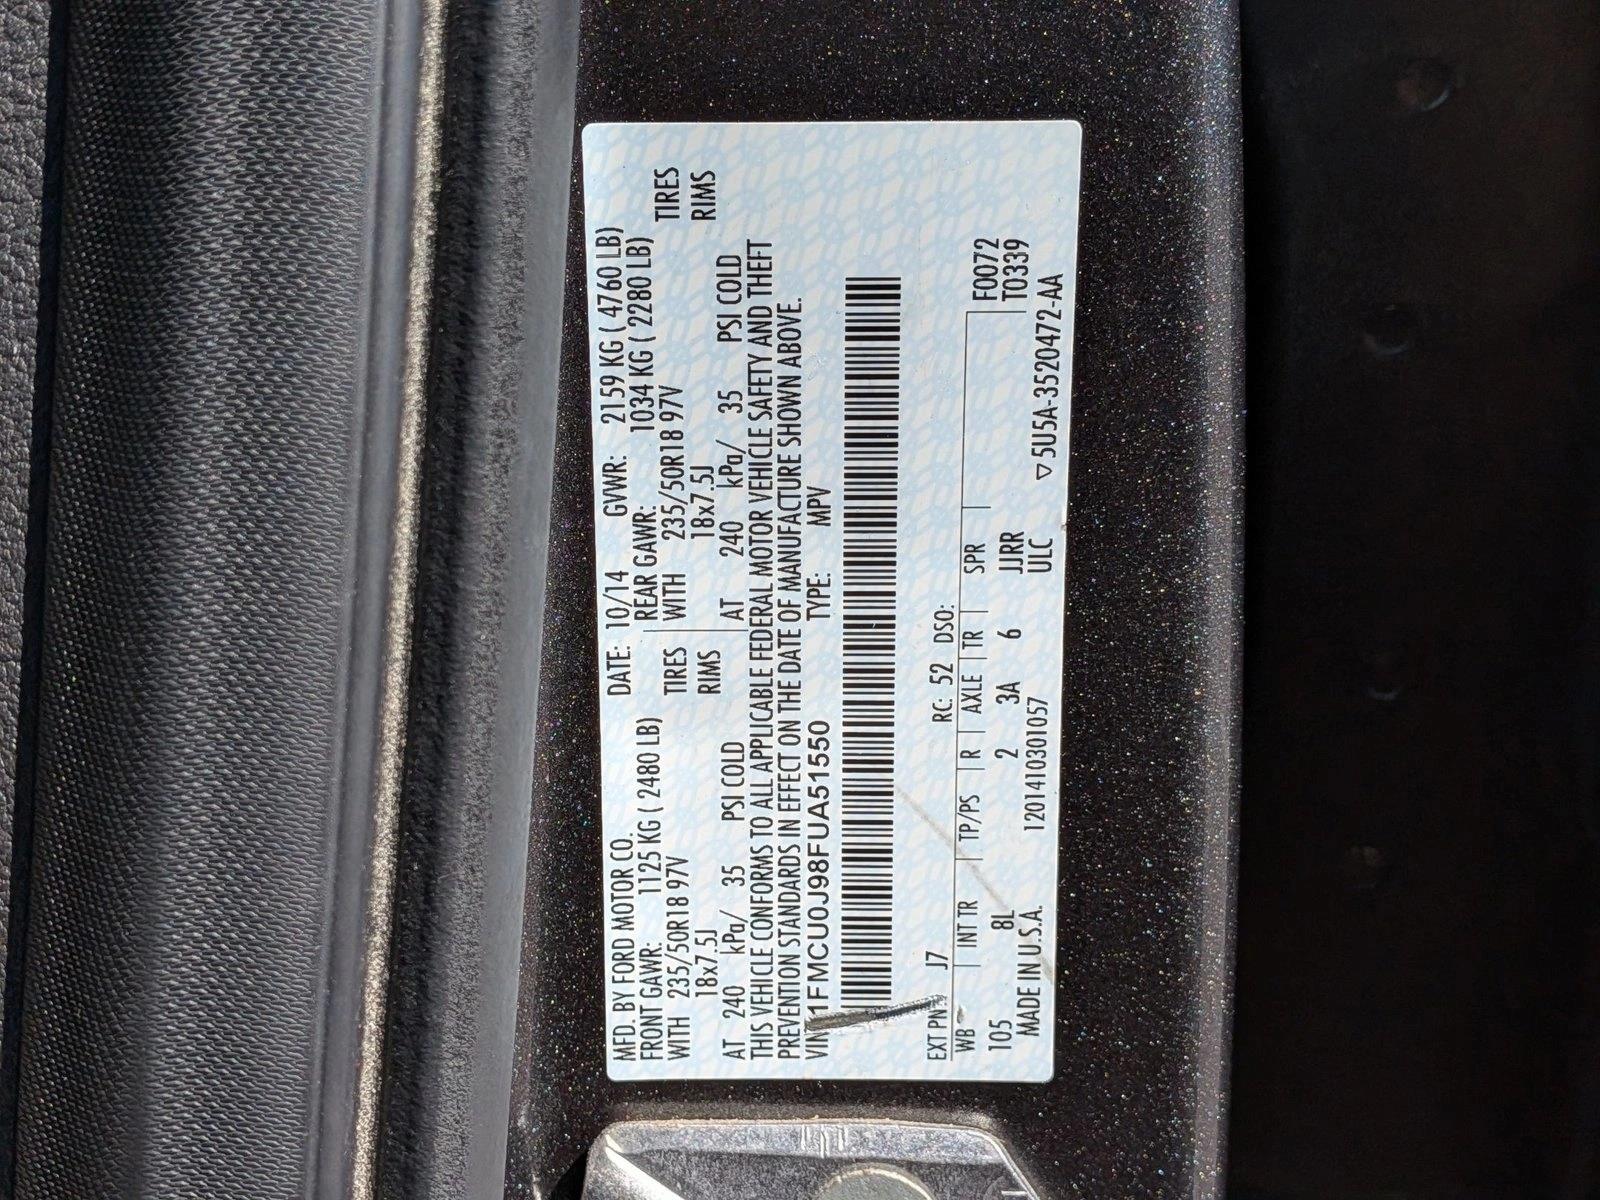 MFD. BY FORD MOTOR CO. DATE: 10/14 GVWR: 2159 KG ( 4760 LB)
FRONT GAWR: 1125 KG ( 2480 LB) REAR GAWR: 1034 KG ( 2280 LB)
WITH 235/50R18 97V TIRES WITH 235/50R18 97V TIRES
18x7.5J RIMS 18x7.5J RIMS
AT 240 kPa/ 35 PSI COLD AT 240 kPa/ 35 PSI COLD
THIS VEHICLE CONFORMS TO ALL APPLICABLE FEDERAL MOTOR VEHICLE SAFETY AND THEFT
PREVENTION STANDARDS IN EFFECT ON THE DATE OF MANUFACTURE SHOWN ABOVE.
VIN: 1FMCU0J98FUA51550 TYPE: MPV
EXT PNT: J7 RC: 52 DSO:
WB INT TR TP/PS R AXLE TR SPR F0072
105 8L 2 3A 6 JJRR T0339
MADE IN U.S.A. 1201410301057 ULC ▽5U5A-3520472-AA